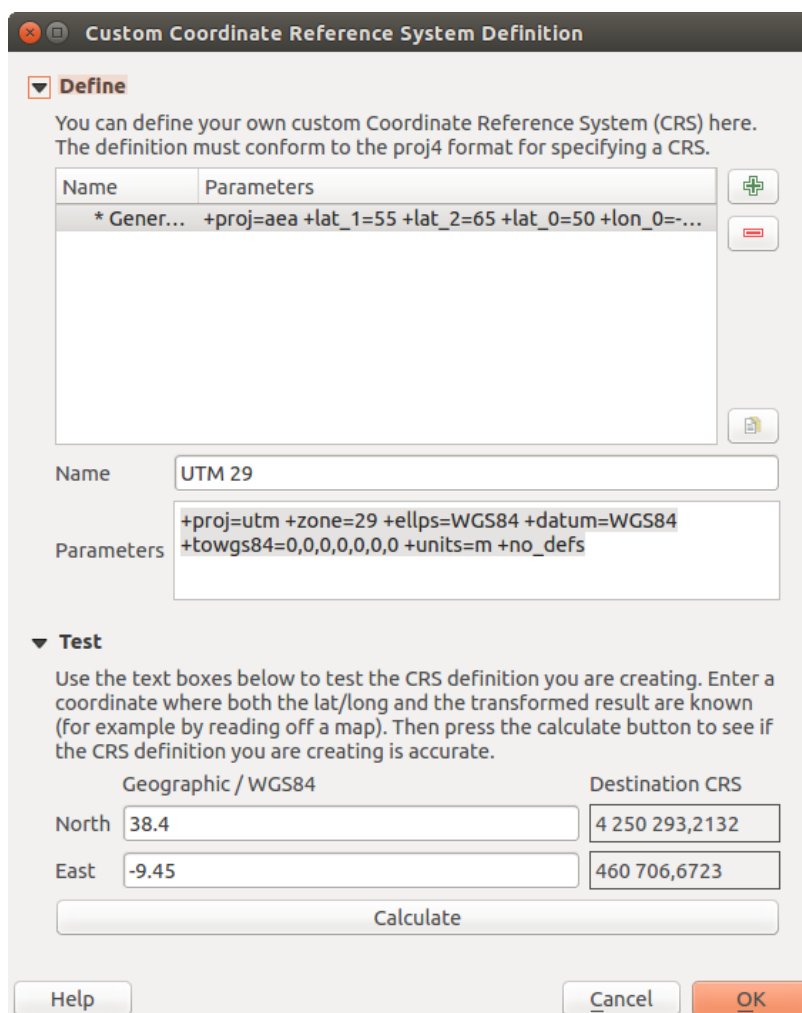 Custom Coordinate Reference System Definition
Define
You can define your own custom Coordinate Reference System (CRS) here.
The definition must conform to the proj4 format for specifying a CRS.
Name Parameters
* Gener... +proj=aea +lat_1=55 +lat_2=65 +lat_0=50 +lon_0=-...
Name UTM 29
+proj=utm +zone=29 +ellps=WGS84 +datum=WGS84
Parameters +towgs84=0,0,0,0,0,0,0 +units=m +no_defs
Test
Use the text boxes below to test the CRS definition you are creating. Enter a
coordinate where both the lat/long and the transformed result are known
(for example by reading off a map). Then press the calculate button to see if
the CRS definition you are creating is accurate.
Geographic / WGS84 Destination CRS
North 38.4 4 250 293,2132
East -9.45 460 706,6723
Calculate
Help Cancel OK